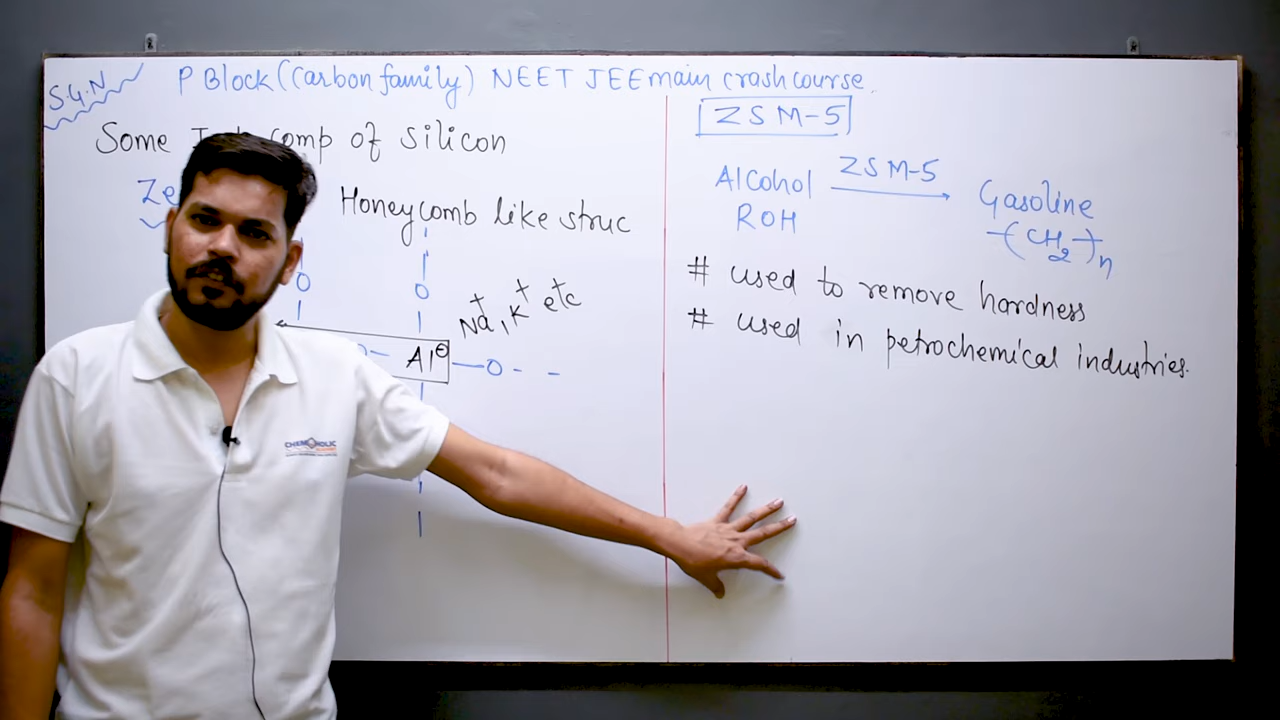 S.G.N
P Block (Carbon family) NEET JEE main crash course.
Some comp of silicon
Ze
Honeycomb like struc
O
O
Na⁺, K⁺ etc
Al⊖ — O - -
ZSM-5
Alcohol ZSM-5 Gasoline
ROH -(CH₂)n
# used to remove hardness
# used in petrochemical industries.